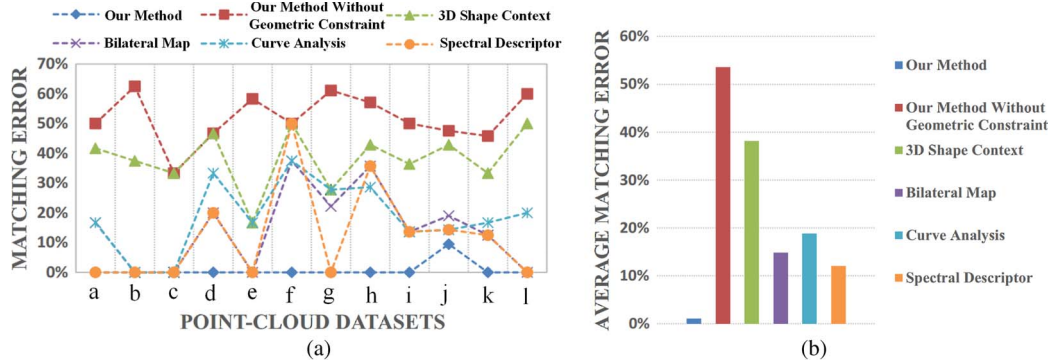 Our Method
Our Method Without
Geometric Constraint
3D Shape Context
Bilateral Map
Curve Analysis
Spectral Descriptor
MATCHING ERROR
70%
60%
50%
40%
30%
20%
10%
0%
a b c d e f g h i j k l
POINT-CLOUD DATASETS
(a)
AVERAGE MATCHING ERROR
60%
50%
40%
30%
20%
10%
0%
Our Method
Our Method Without
Geometric Constraint
3D Shape Context
Bilateral Map
Curve Analysis
Spectral Descriptor
(b)